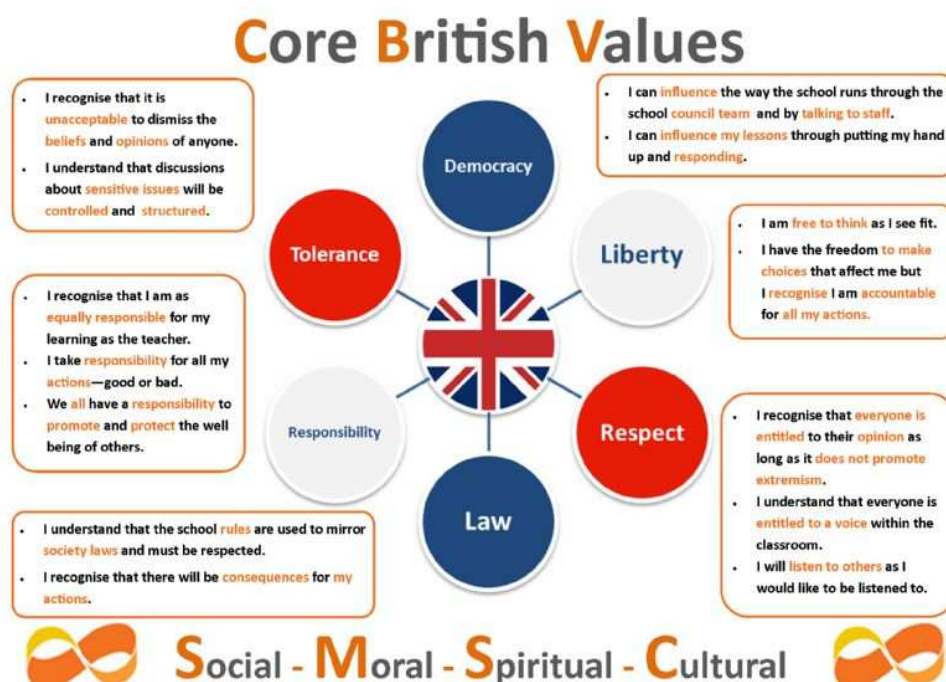 Core British Values
• I recognise that it is
unacceptable to dismiss the
beliefs and opinions of anyone.
• I understand that discussions
about sensitive issues will be
controlled and structured.
Democracy
• I can influence the way the school runs through the
school council team and by talking to staff.
• I can influence my lessons through putting my hand
up and responding.
Tolerance
Liberty
• I am free to think as I see fit.
• I have the freedom to make
choices that affect me but
I recognise I am accountable
for all my actions.
• I recognise that I am as
equally responsible for my
learning as the teacher.
• I take responsibility for all my
actions—good or bad.
• We all have a responsibility to
promote and protect the well
being of others.
Responsibility
Respect
• I recognise that everyone is
entitled to their opinion as
long as it does not promote
extremism.
• I understand that everyone is
entitled to a voice within the
classroom.
• I will listen to others as I
would like to be listened to.
Law
• I understand that the school rules are used to mirror
society laws and must be respected.
• I recognise that there will be consequences for my
actions.
Social - Moral - Spiritual - Cultural